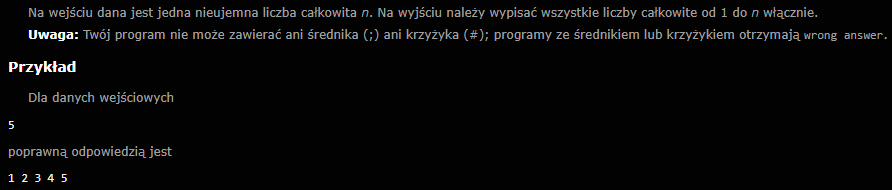 Na wejściu dana jest jedna nieujemna liczba całkowita n. Na wyjściu należy wypisać wszystkie liczby całkowite od 1 do n włącznie.
Uwaga: Twój program nie może zawierać ani średnika (;) ani krzyżyka (#); programy ze średnikiem lub krzyżykiem otrzymają wrong answer.
Przykład
Dla danych wejściowych
5
poprawną odpowiedzią jest
1 2 3 4 5